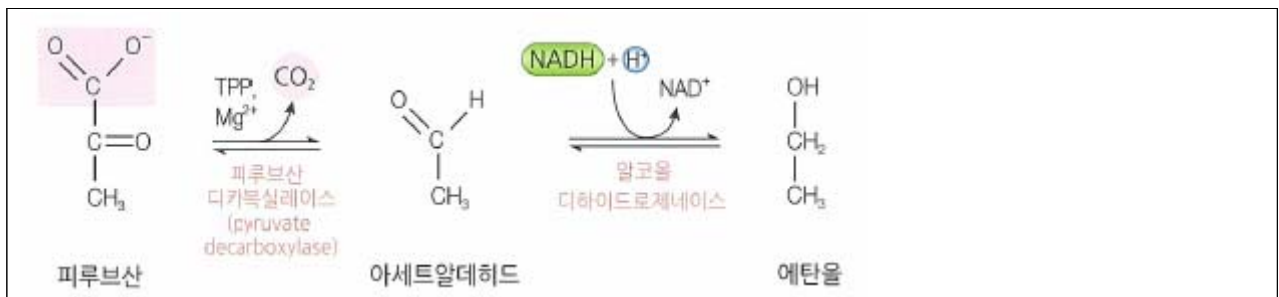 O O⁻
C
C=O
CH₃
피루브산
TPP,
Mg²⁺
CO₂
피루브산
디카복실레이스
(pyruvate
decarboxylase)
O H
C
CH₃
아세트알데히드
NADH + H⁺
NAD⁺
알코올
디하이드로제네이스
OH
CH₂
CH₃
에탄올